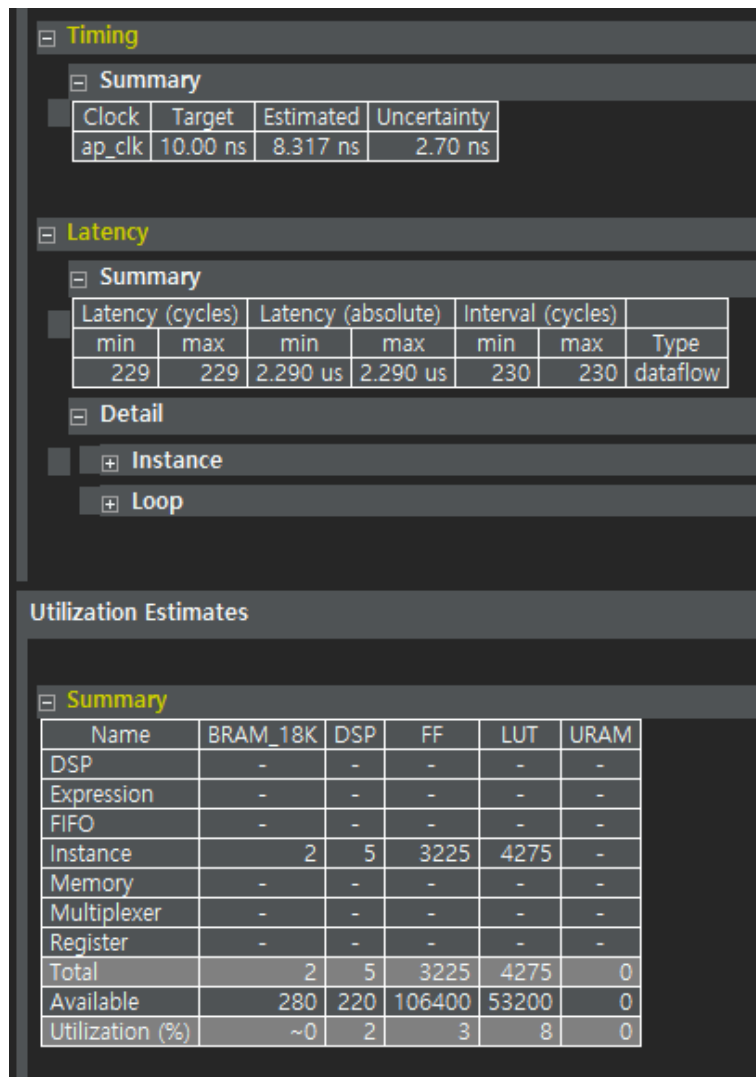 Timing
Summary
Clock Target Estimated Uncertainty
ap_clk 10.00 ns 8.317 ns 2.70 ns
Latency
Summary
Latency (cycles) Latency (absolute) Interval (cycles)
min max min max min max Type
229 229 2.290 us 2.290 us 230 230 dataflow
Detail
Instance
Loop
Utilization Estimates
Summary
Name BRAM_18K DSP FF LUT URAM
DSP - - - - -
Expression - - - - -
FIFO - - - - -
Instance 2 5 3225 4275 -
Memory - - - - -
Multiplexer - - - - -
Register - - - - -
Total 2 5 3225 4275 0
Available 280 220 106400 53200 0
Utilization (%) ~0 2 3 8 0